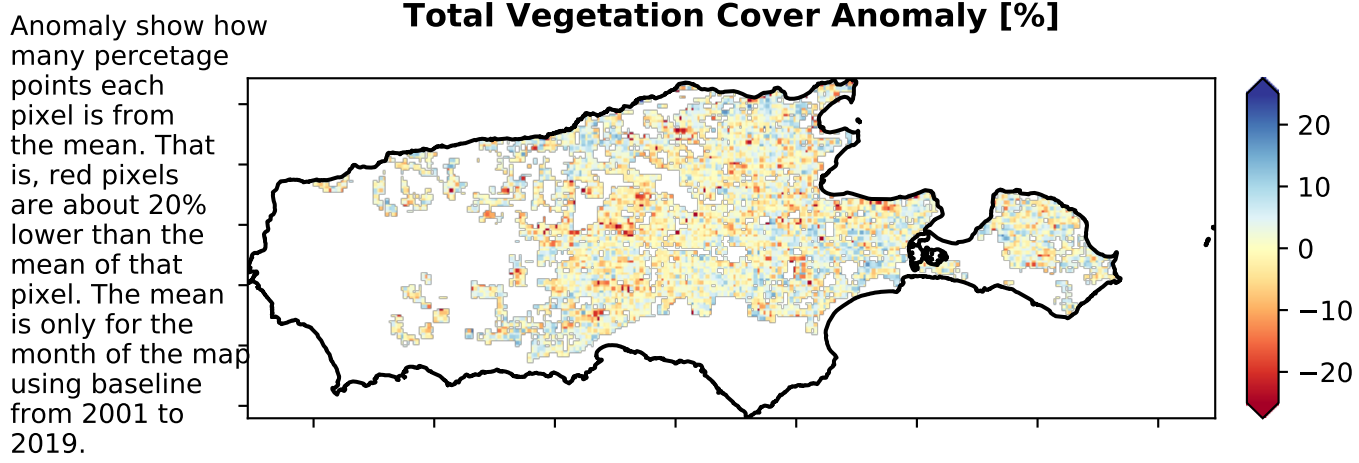 Total Vegetation Cover Anomaly [%]
Anomaly show how
many percetage
points each
pixel is from
the mean. That
is, red pixels
are about 20%
lower than the
mean of that
pixel. The mean
is only for the
month of the map
using baseline
from 2001 to
2019.
20
10
0
−10
−20